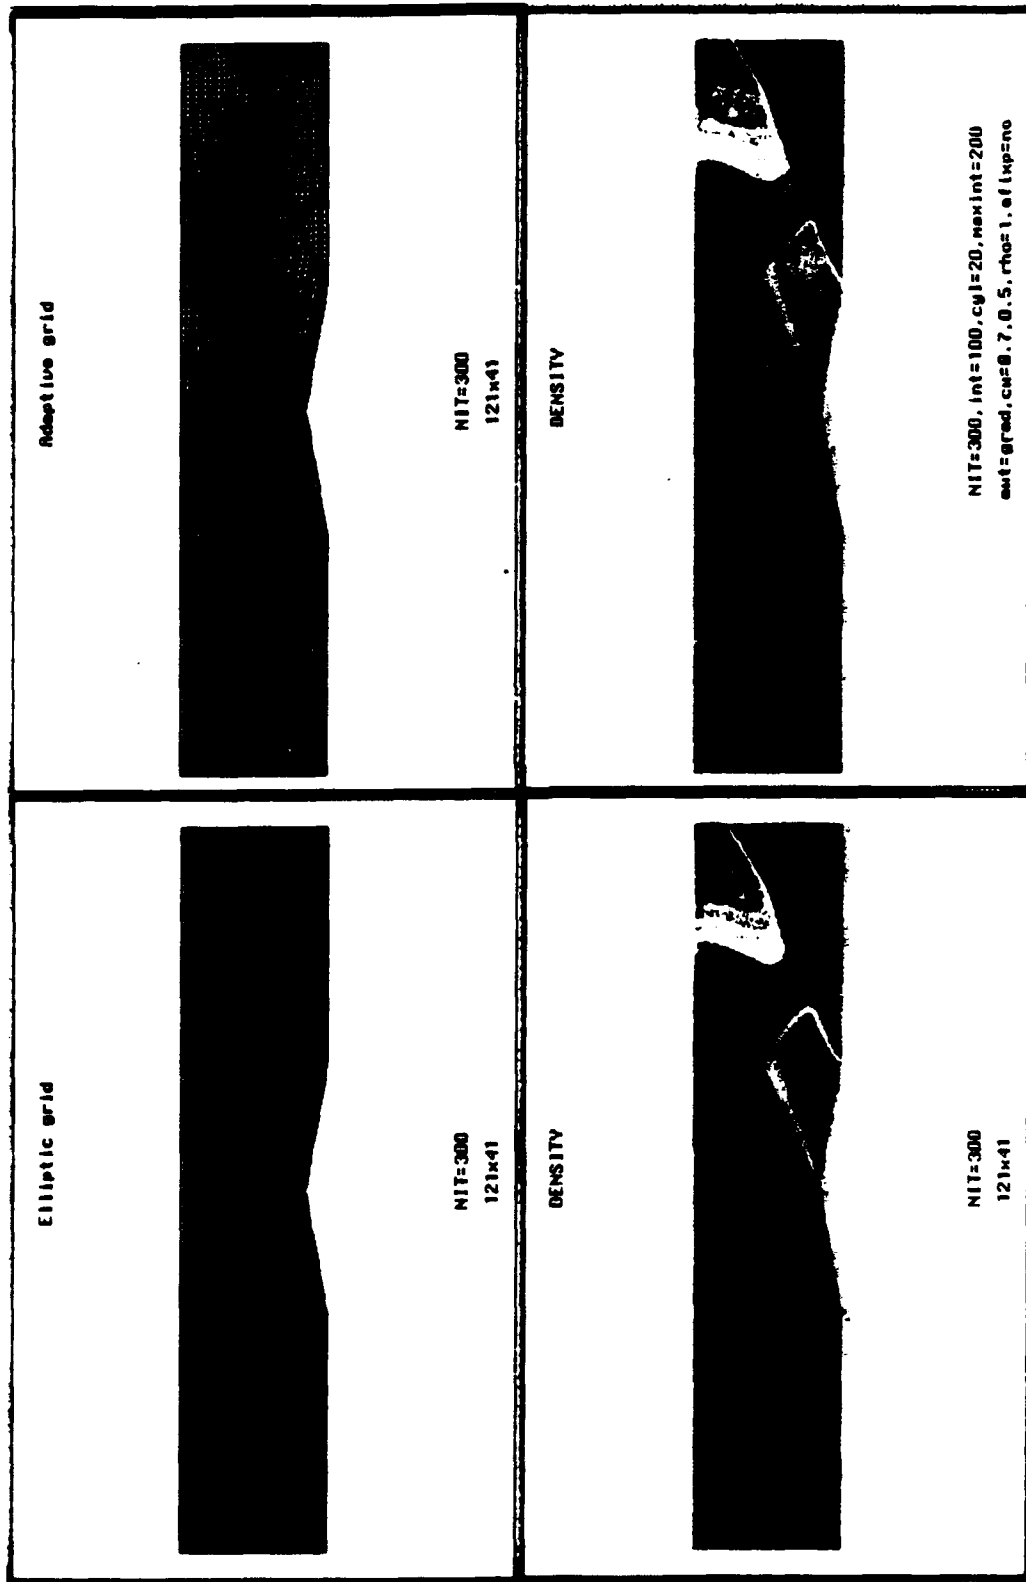 Elliptic grid
NIT=300
121x41
Adaptive grid
NIT=300
121x41
DENSITY
NIT=300
121x41
DENSITY
NIT=300,int=100,cyl=20,maxint=200